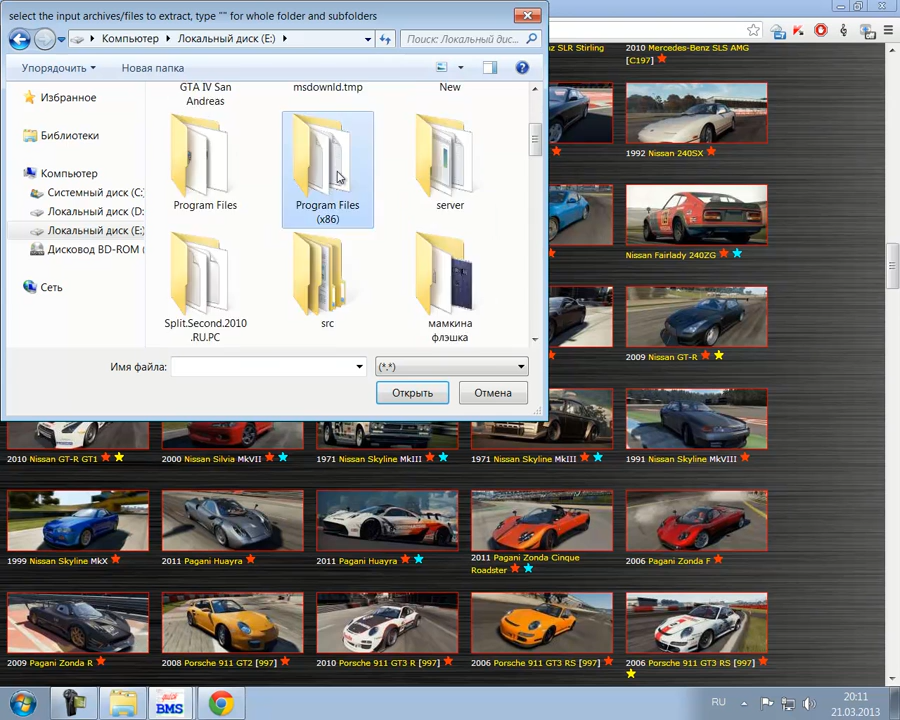 select the input archives/files to extract, type "" for whole folder and subfolders
Компьютер
Локальный диск (E:)
Поиск: Локальный дис...
Упорядочить
Новая папка
GTA IV San
Andreas
msdownld.tmp
New
Избранное
Библиотеки
Компьютер
Системный диск (C:
Локальный диск (D:
Локальный диск (E:
Дисковод BD-ROM (
Сеть
Program Files
Program Files
(x86)
server
Split.Second.2010
.RU.PC
src
мамкина
флэшка
Имя файла:
(*.*)
Открыть
Отмена
SLR Stirling
2010 Mercedes-Benz SLS AMG
[C197]
1992 Nissan 240SX
Nissan Fairlady 240ZG
2009 Nissan GT-R
2010 Nissan GT-R GT1
2000 Nissan Silvia MkVII
1971 Nissan Skyline MkIII
1971 Nissan Skyline MkIII
1991 Nissan Skyline MkVIII
1999 Nissan Skyline MkX
2011 Pagani Huayra
2011 Pagani Huayra
2011 Pagani Zonda Cinque
Roadster
2006 Pagani Zonda F
2009 Pagani Zonda R
2008 Porsche 911 GT2 [997]
2010 Porsche 911 GT3 R [997]
2006 Porsche 911 GT3 RS [997]
2006 Porsche 911 GT3 RS [997]
quick
BMS
RU
20:11
21.03.2013